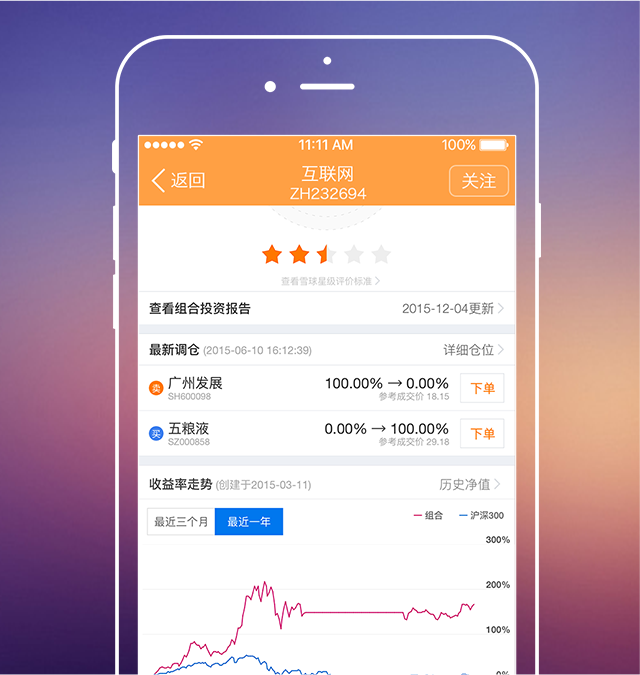 11:11 AM 100%
返回 互联网 关注
ZH232694
查看雪球星级评价标准
查看组合投资报告 2015-12-04更新
最新调仓 (2015-06-10 16:12:39) 详细仓位
卖 广州发展 100.00% → 0.00% 下单
SH600098 参考成交价 18.15
买 五粮液 0.00% → 100.00% 下单
SZ000858 参考成交价 29.18
收益率走势 (创建于2015-03-11) 历史净值
最近三个月 最近一年 组合 沪深300
300%
200%
100%
0%